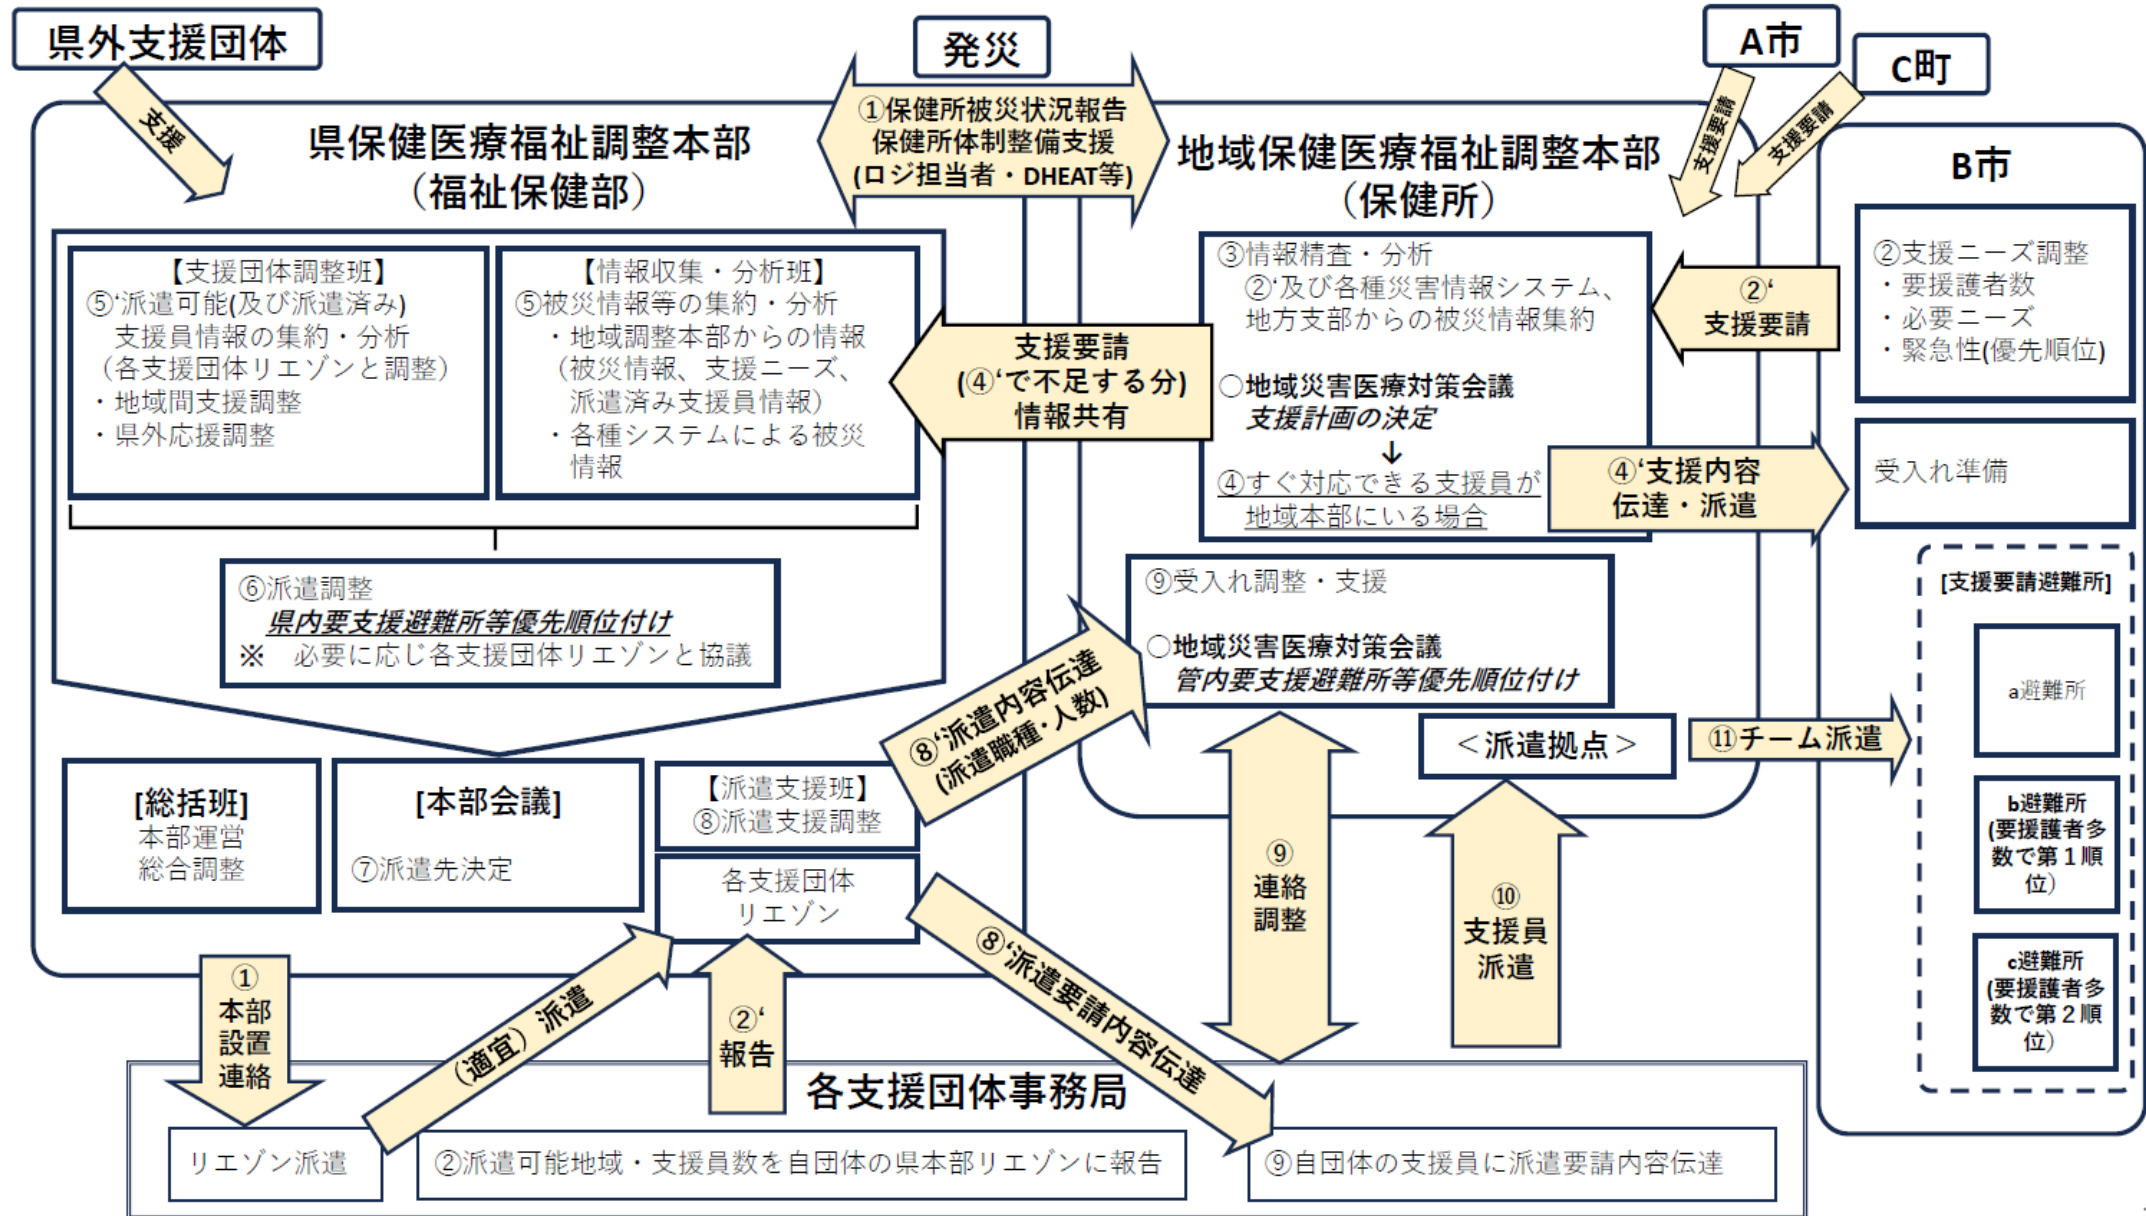 県外支援団体
発災
A市
C町
支援
①保健所被災状況報告
保健所体制整備支援
(ロジ担当者・DHEAT等)
支援要請
支援要請
県保健医療福祉調整本部
（福祉保健部）
地域保健医療福祉調整本部
（保健所）
B市
【支援団体調整班】
⑤‘派遣可能(及び派遣済み)
支援員情報の集約・分析
（各支援団体リエゾンと調整）
・地域間支援調整
・県外応援調整
【情報収集・分析班】
⑤被災情報等の集約・分析
・地域調整本部からの情報
（被災情報、支援ニーズ、
派遣済み支援員情報）
・各種システムによる被災
情報
支援要請
(④‘で不足する分)
情報共有
③情報精査・分析
②‘及び各種災害情報システム、
地方支部からの被災情報集約
○地域災害医療対策会議
支援計画の決定
↓
④すぐ対応できる支援員が
地域本部にいる場合
②‘
支援要請
②支援ニーズ調整
・要援護者数
・必要ニーズ
・緊急性(優先順位)
④‘支援内容
伝達・派遣
受入れ準備
⑥派遣調整
県内要支援避難所等優先順位付け
※　必要に応じ各支援団体リエゾンと協議
⑨受入れ調整・支援
○地域災害医療対策会議
管内要支援避難所等優先順位付け
[支援要請避難所]
a避難所
b避難所
(要援護者多
数で第１順
位）
c避難所
(要援護者多
数で第２順
位）
⑧‘派遣内容伝達
(派遣職種・人数)
＜派遣拠点＞
⑪チーム派遣
[総括班]
本部運営
総合調整
[本部会議]
⑦派遣先決定
【派遣支援班】
⑧派遣支援調整
各支援団体
リエゾン
⑨
連絡
調整
⑩
支援員
派遣
①
本部
設置
連絡
（適宜）派遣
②‘
報告
⑧‘派遣要請内容伝達
各支援団体事務局
リエゾン派遣
②派遣可能地域・支援員数を自団体の県本部リエゾンに報告
⑨自団体の支援員に派遣要請内容伝達